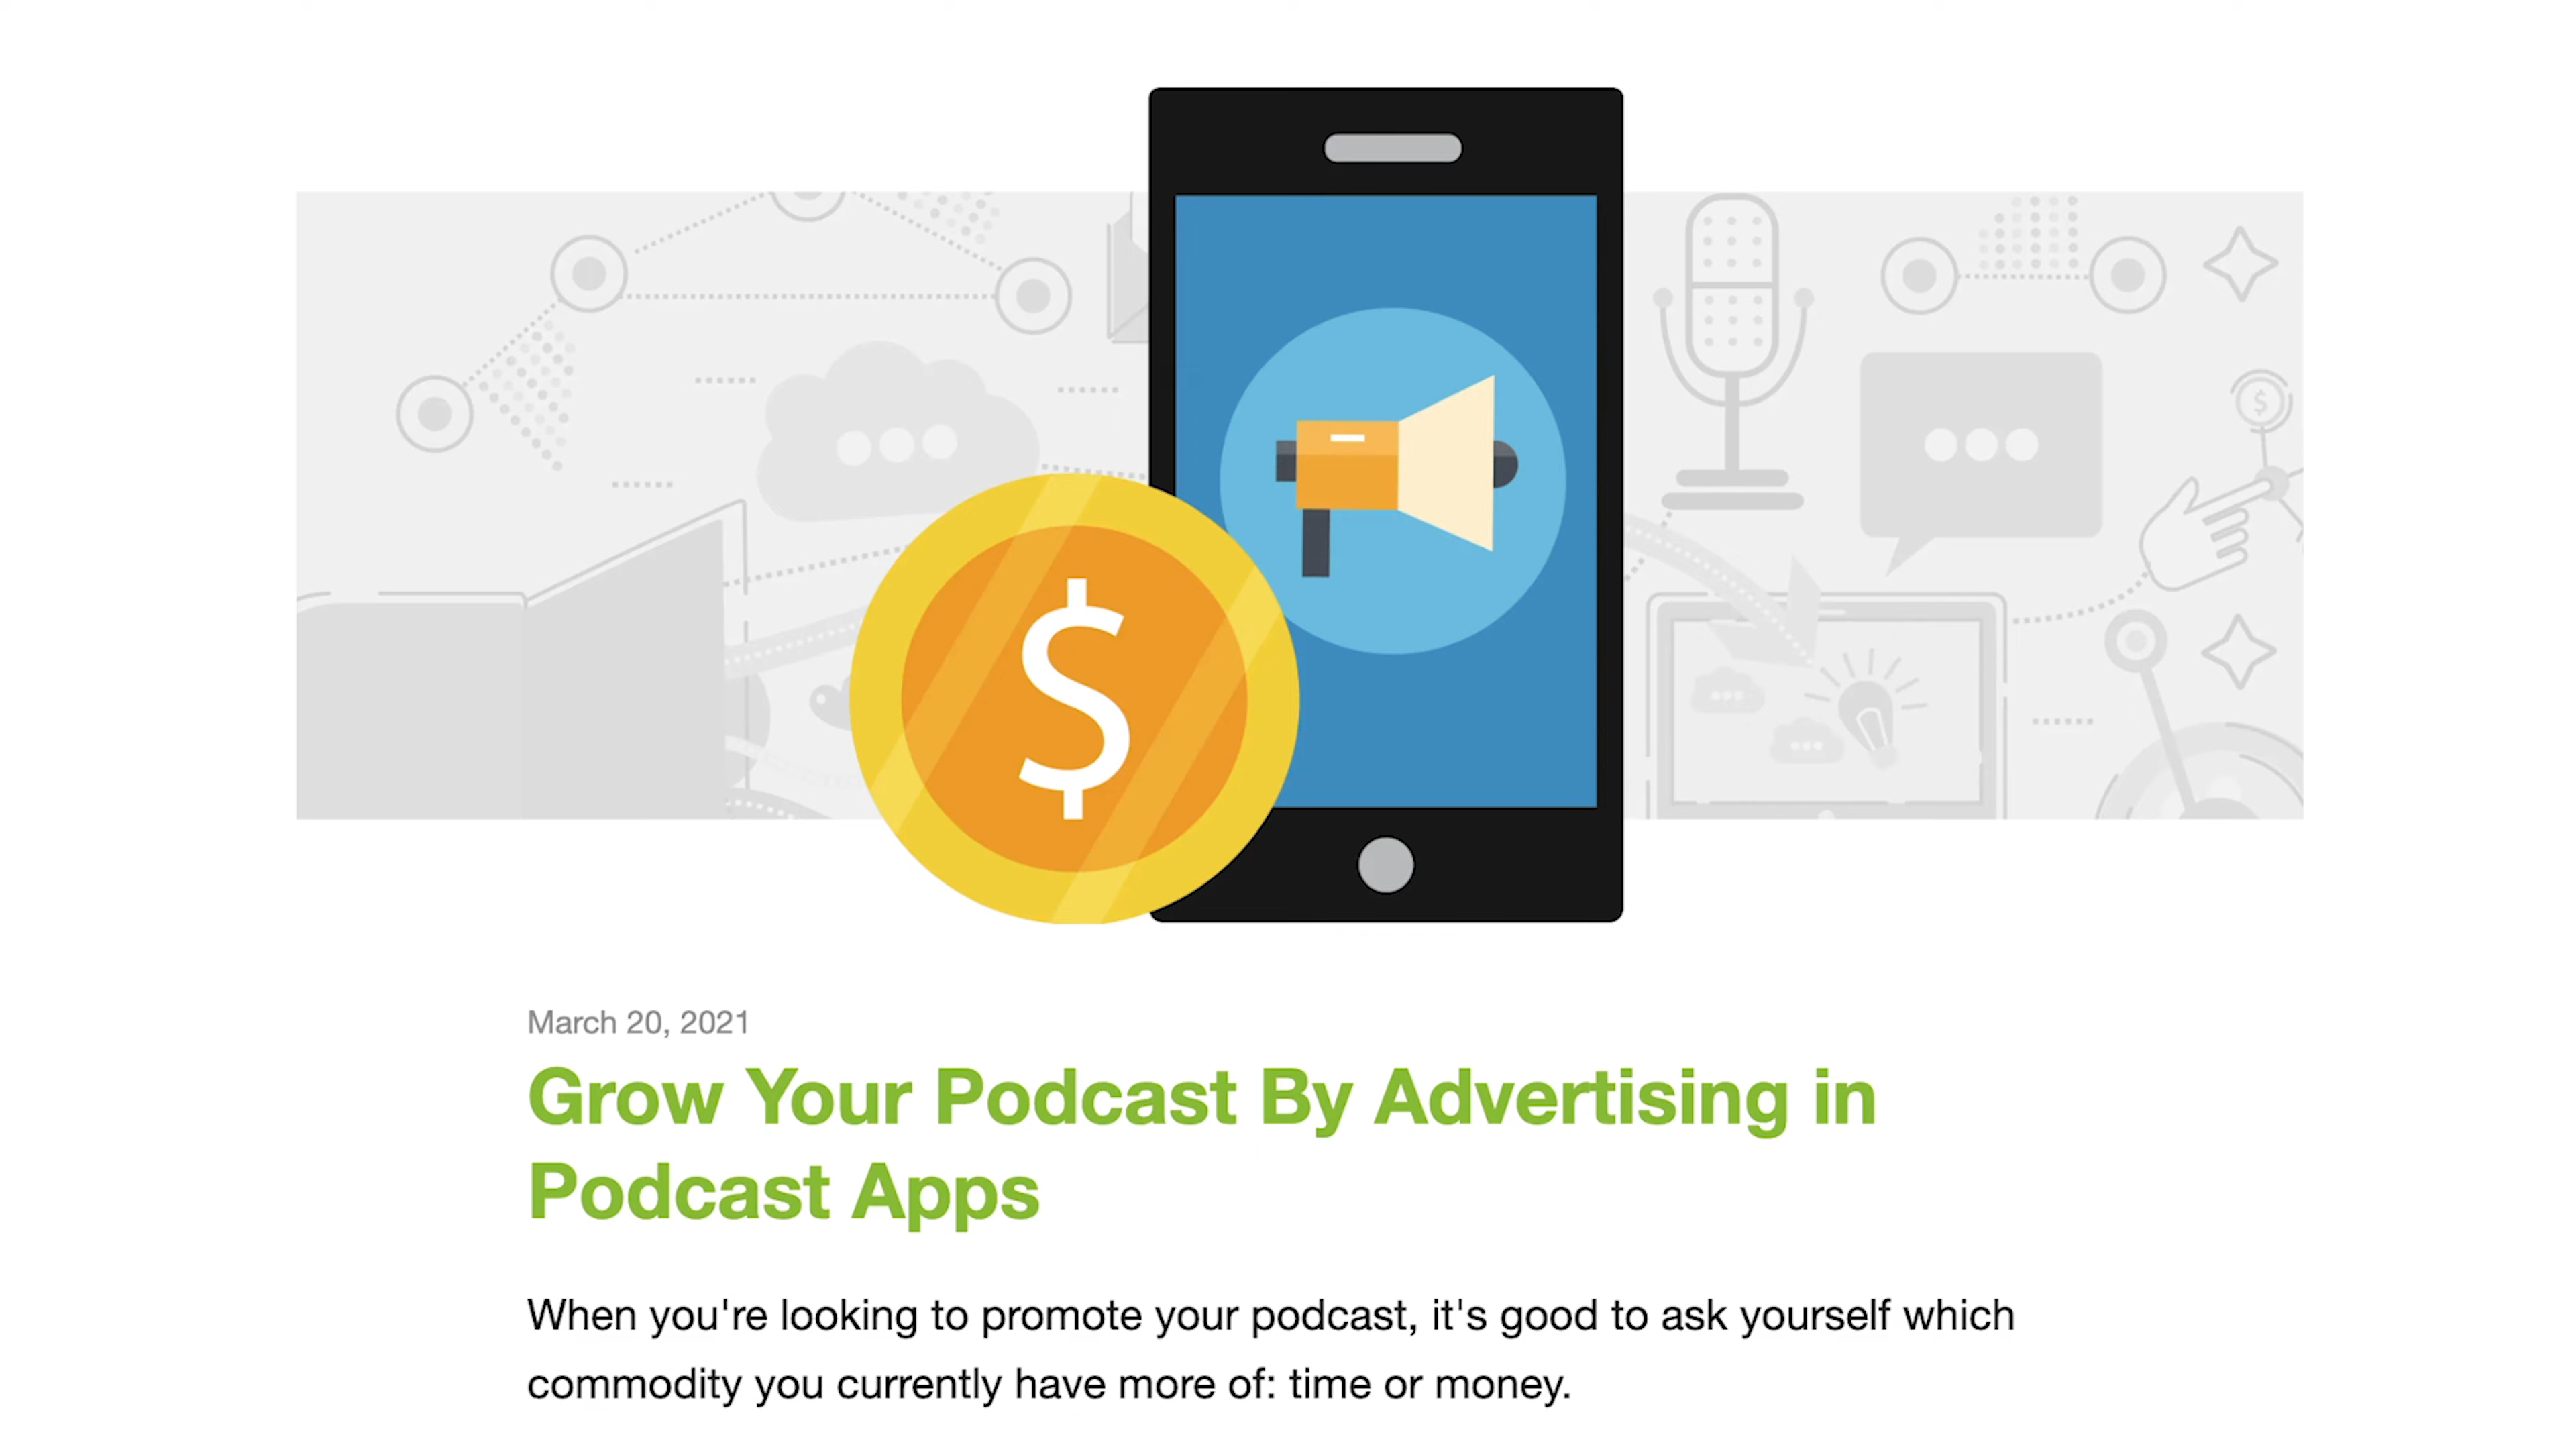 $
$
March 20, 2021
Grow Your Podcast By Advertising in
Podcast Apps
When you're looking to promote your podcast, it's good to ask yourself which
commodity you currently have more of: time or money.